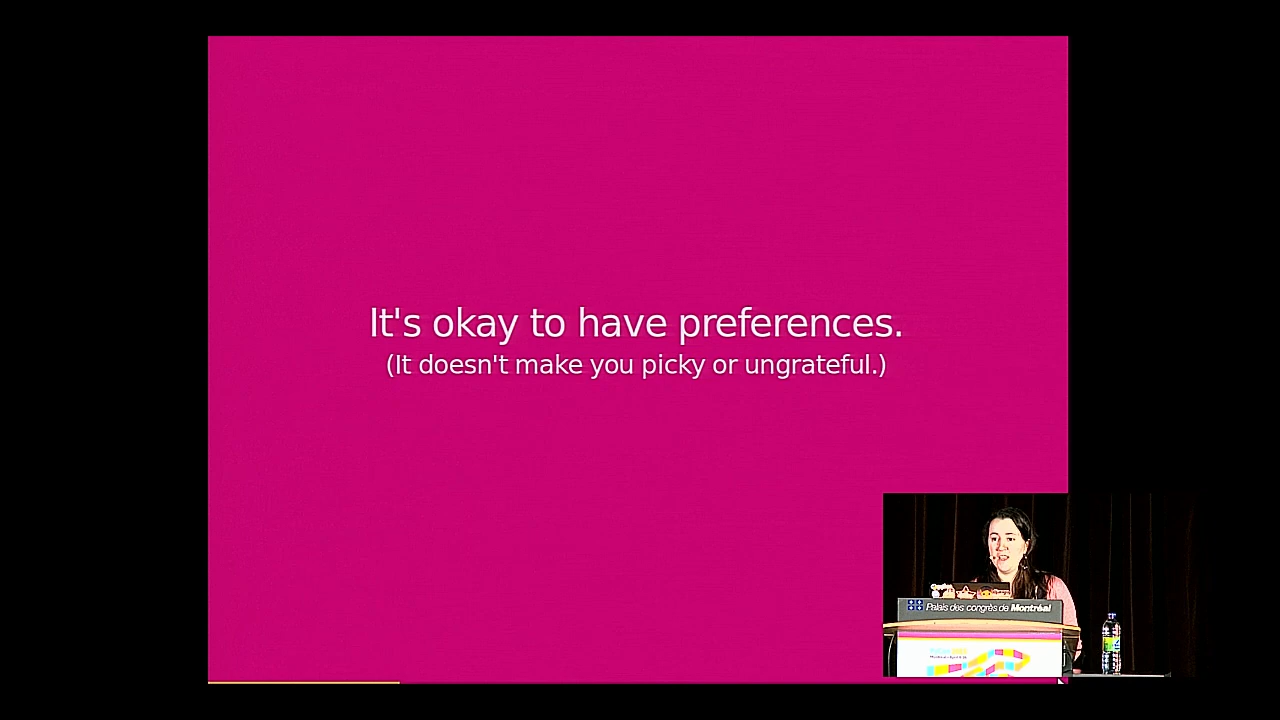 It's okay to have preferences.
(It doesn't make you picky or ungrateful.)
Palais des congrès de Montréal